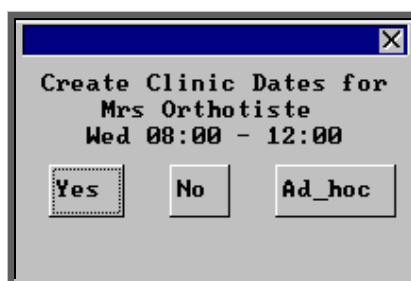 Create Clinic Dates for
Mrs Orthotiste
Wed 08:00 - 12:00
Yes No Ad_hoc